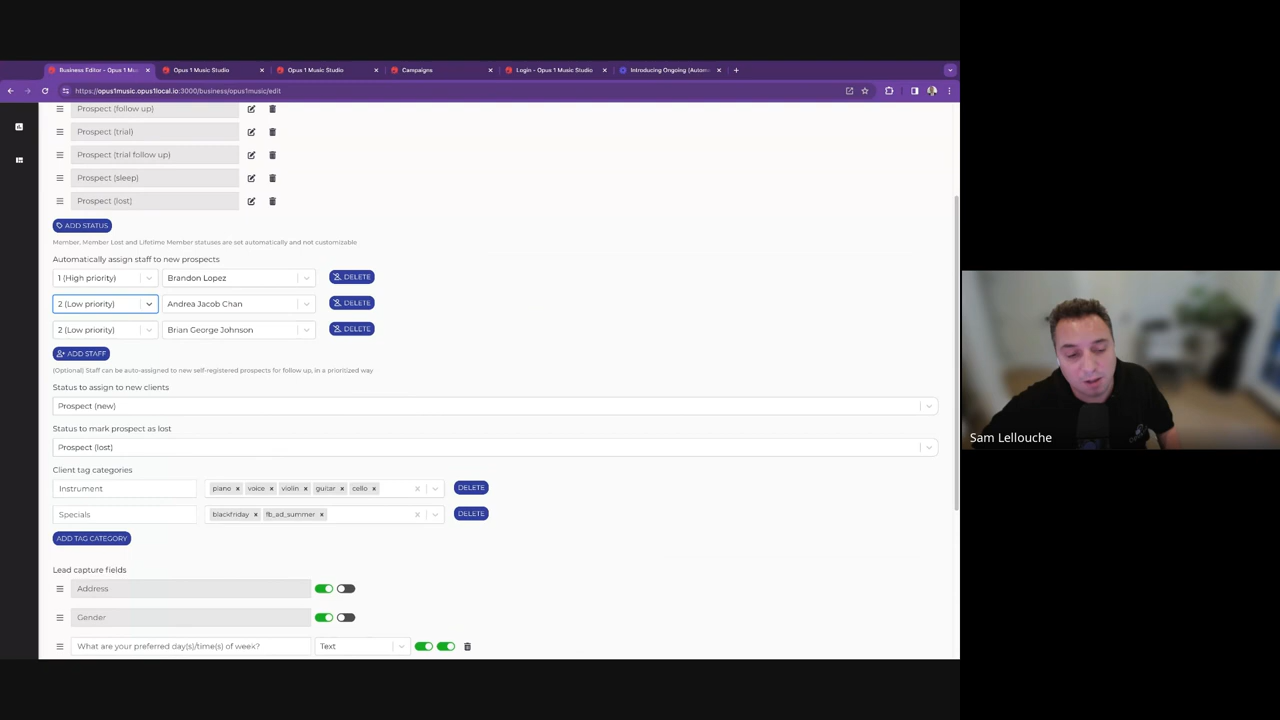 Business Editor - Opus 1 Mu
Opus 1 Music Studio
Opus 1 Music Studio
Campaigns
Login - Opus 1 Music Studio
Introducing Ongoing (Autom
https://opus1music.opus1local.io:3000/business/opus1music/edit
Prospect (follow up)
Prospect (trial)
Prospect (trial follow up)
Prospect (sleep)
Prospect (lost)
ADD STATUS
Member, Member Lost and Lifetime Member statuses are set automatically and not customizable
Automatically assign staff to new prospects
1 (High priority) Brandon Lopez DELETE
2 (Low priority) Andrea Jacob Chan DELETE
2 (Low priority) Brian George Johnson DELETE
ADD STAFF
(Optional) Staff can be auto-assigned to new self-registered prospects for follow up, in a prioritized way
Status to assign to new clients
Prospect (new)
Status to mark prospect as lost
Prospect (lost)
Client tag categories
Instrument piano voice violin guitar cello DELETE
Specials blackfriday fb_ad_summer DELETE
ADD TAG CATEGORY
Lead capture fields
Address
Gender
What are your preferred day(s)/time(s) of week? Text
Sam Lellouche